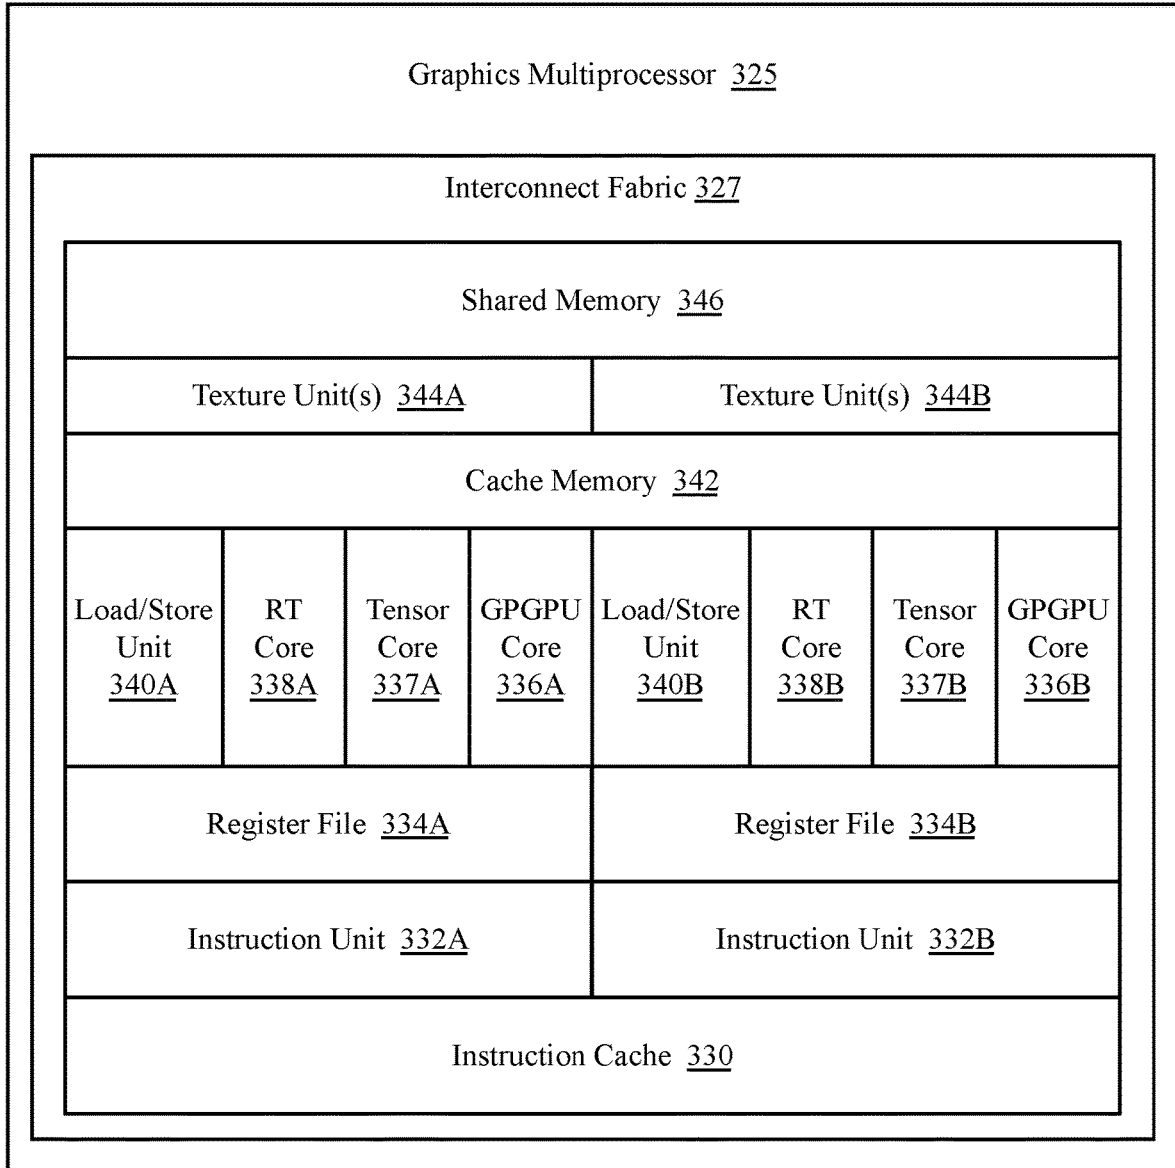 Graphics Multiprocessor 325
Interconnect Fabric 327
Shared Memory 346
Texture Unit(s) 344A
Texture Unit(s) 344B
Cache Memory 342
Load/Store
Unit
340A
RT
Core
338A
Tensor
Core
337A
GPGPU
Core
336A
Load/Store
Unit
340B
RT
Core
338B
Tensor
Core
337B
GPGPU
Core
336B
Register File 334A
Register File 334B
Instruction Unit 332A
Instruction Unit 332B
Instruction Cache 330